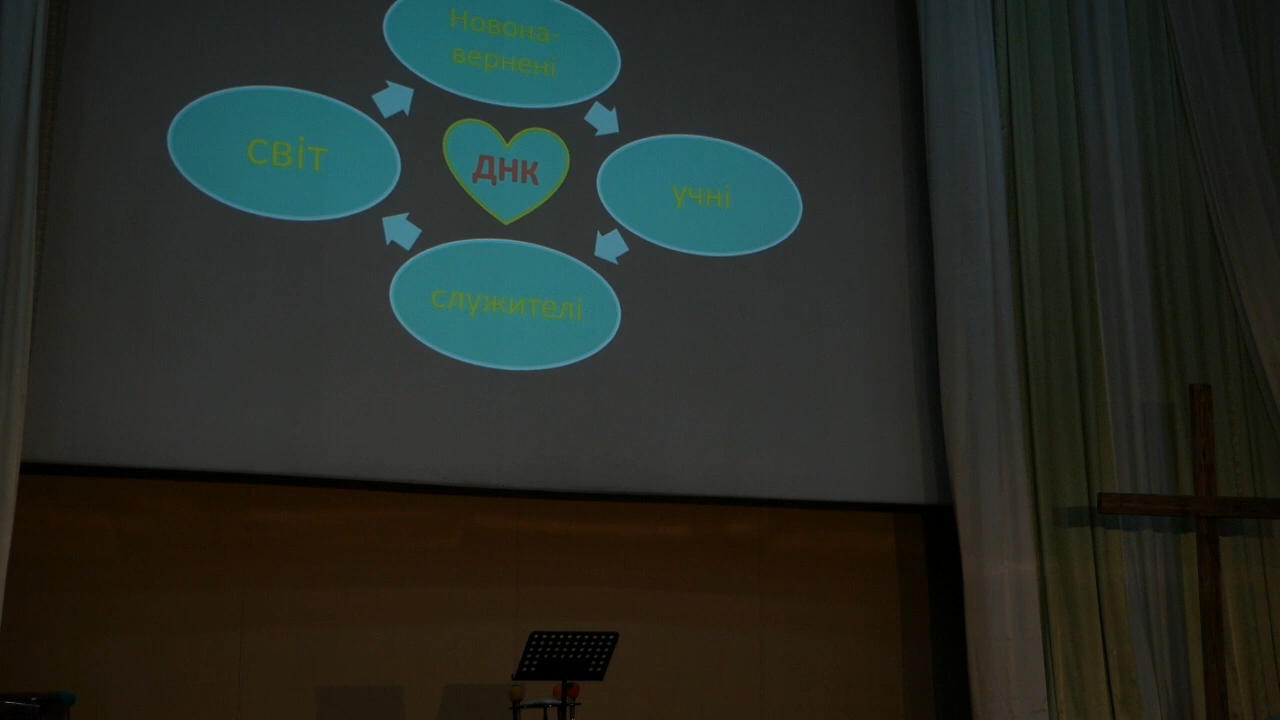 Новона-
вернені
світ
ДНК
учні
служителі